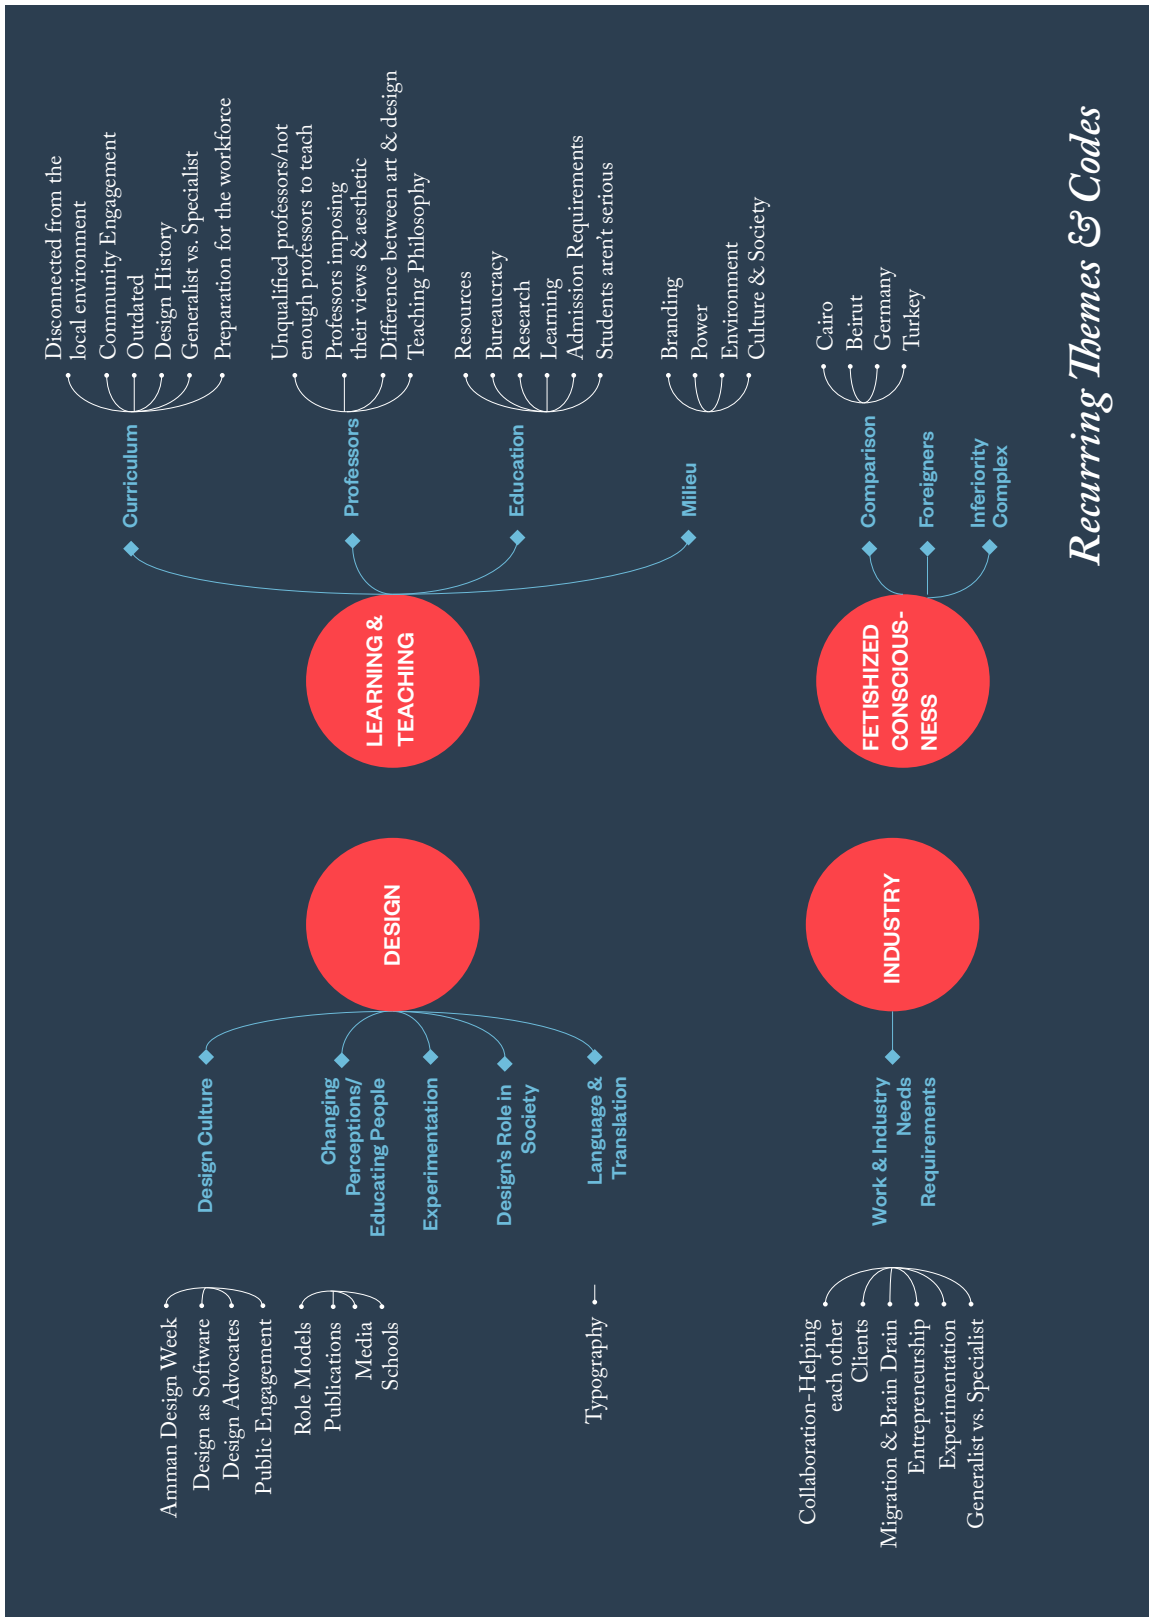 Amman Design Week
Design as Software
Design Advocates
Public Engagement
Role Models
Publications
Media
Schools
Typography
Design Culture
Changing
Perceptions/
Educating People
Experimentation
Design's Role in
Society
Language &
Translation
DESIGN
LEARNING &
TEACHING
Curriculum
Disconnected from the
local environment
Community Engagement
Outdated
Design History
Generalist vs. Specialist
Preparation for the workforce
Professors
Unqualified professors/not
enough professors to teach
Professors imposing
their views & aesthetic
Difference between art & design
Teaching Philosophy
Education
Resources
Bureaucracy
Research
Learning
Admission Requirements
Students aren't serious
Milieu
Branding
Power
Environment
Culture & Society
Collaboration-Helping
each other
Clients
Migration & Brain Drain
Entrepreneurship
Experimentation
Generalist vs. Specialist
Work & Industry
Needs
Requirements
INDUSTRY
FETISHIZED
CONSCIOUS-
NESS
Comparison
Cairo
Beirut
Germany
Turkey
Foreigners
Inferiority
Complex
Recurring Themes & Codes